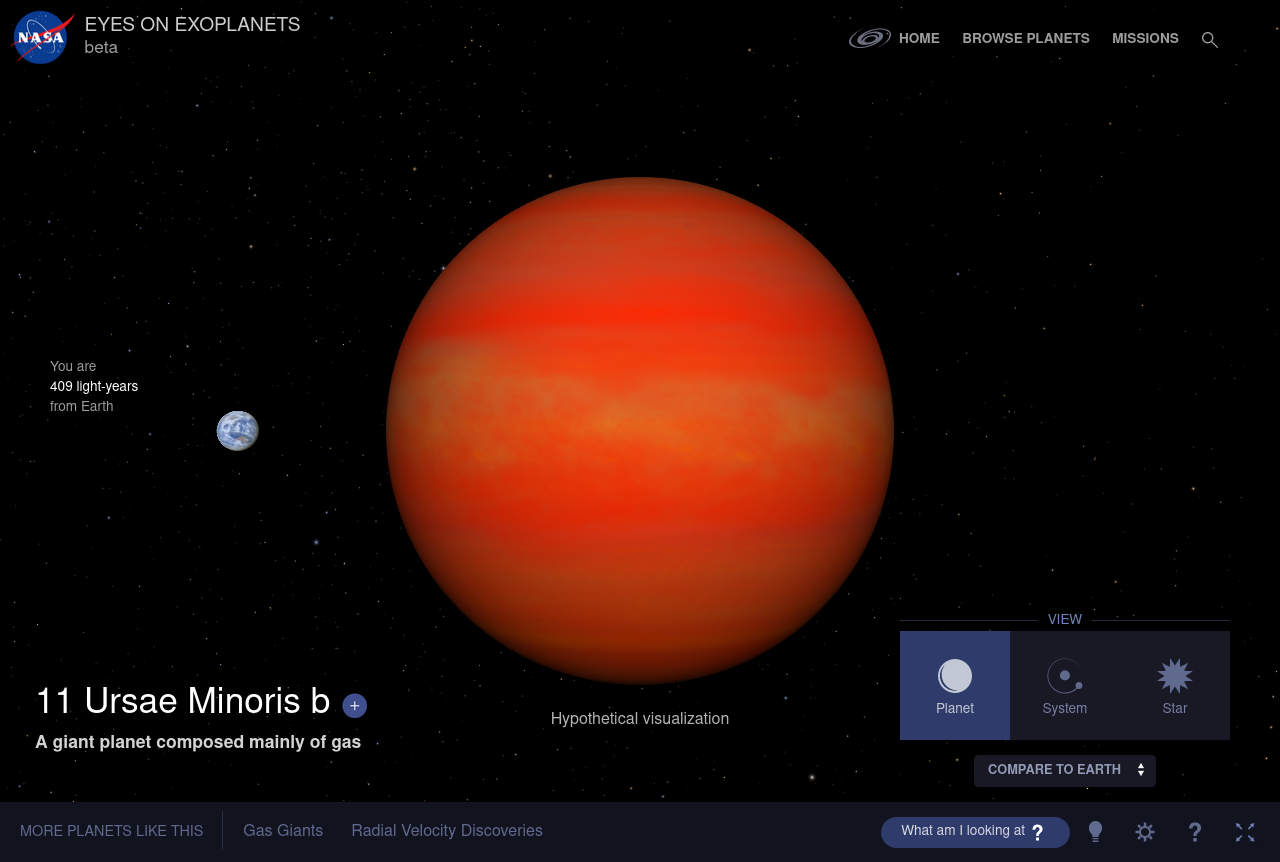 NASA
EYES ON EXOPLANETS
beta
HOME
BROWSE PLANETS
MISSIONS
You are
409 light-years
from Earth
11 Ursae Minoris b +
A giant planet composed mainly of gas
Hypothetical visualization
VIEW
Planet
System
Star
COMPARE TO EARTH
MORE PLANETS LIKE THIS
Gas Giants
Radial Velocity Discoveries
What am I looking at ?
?